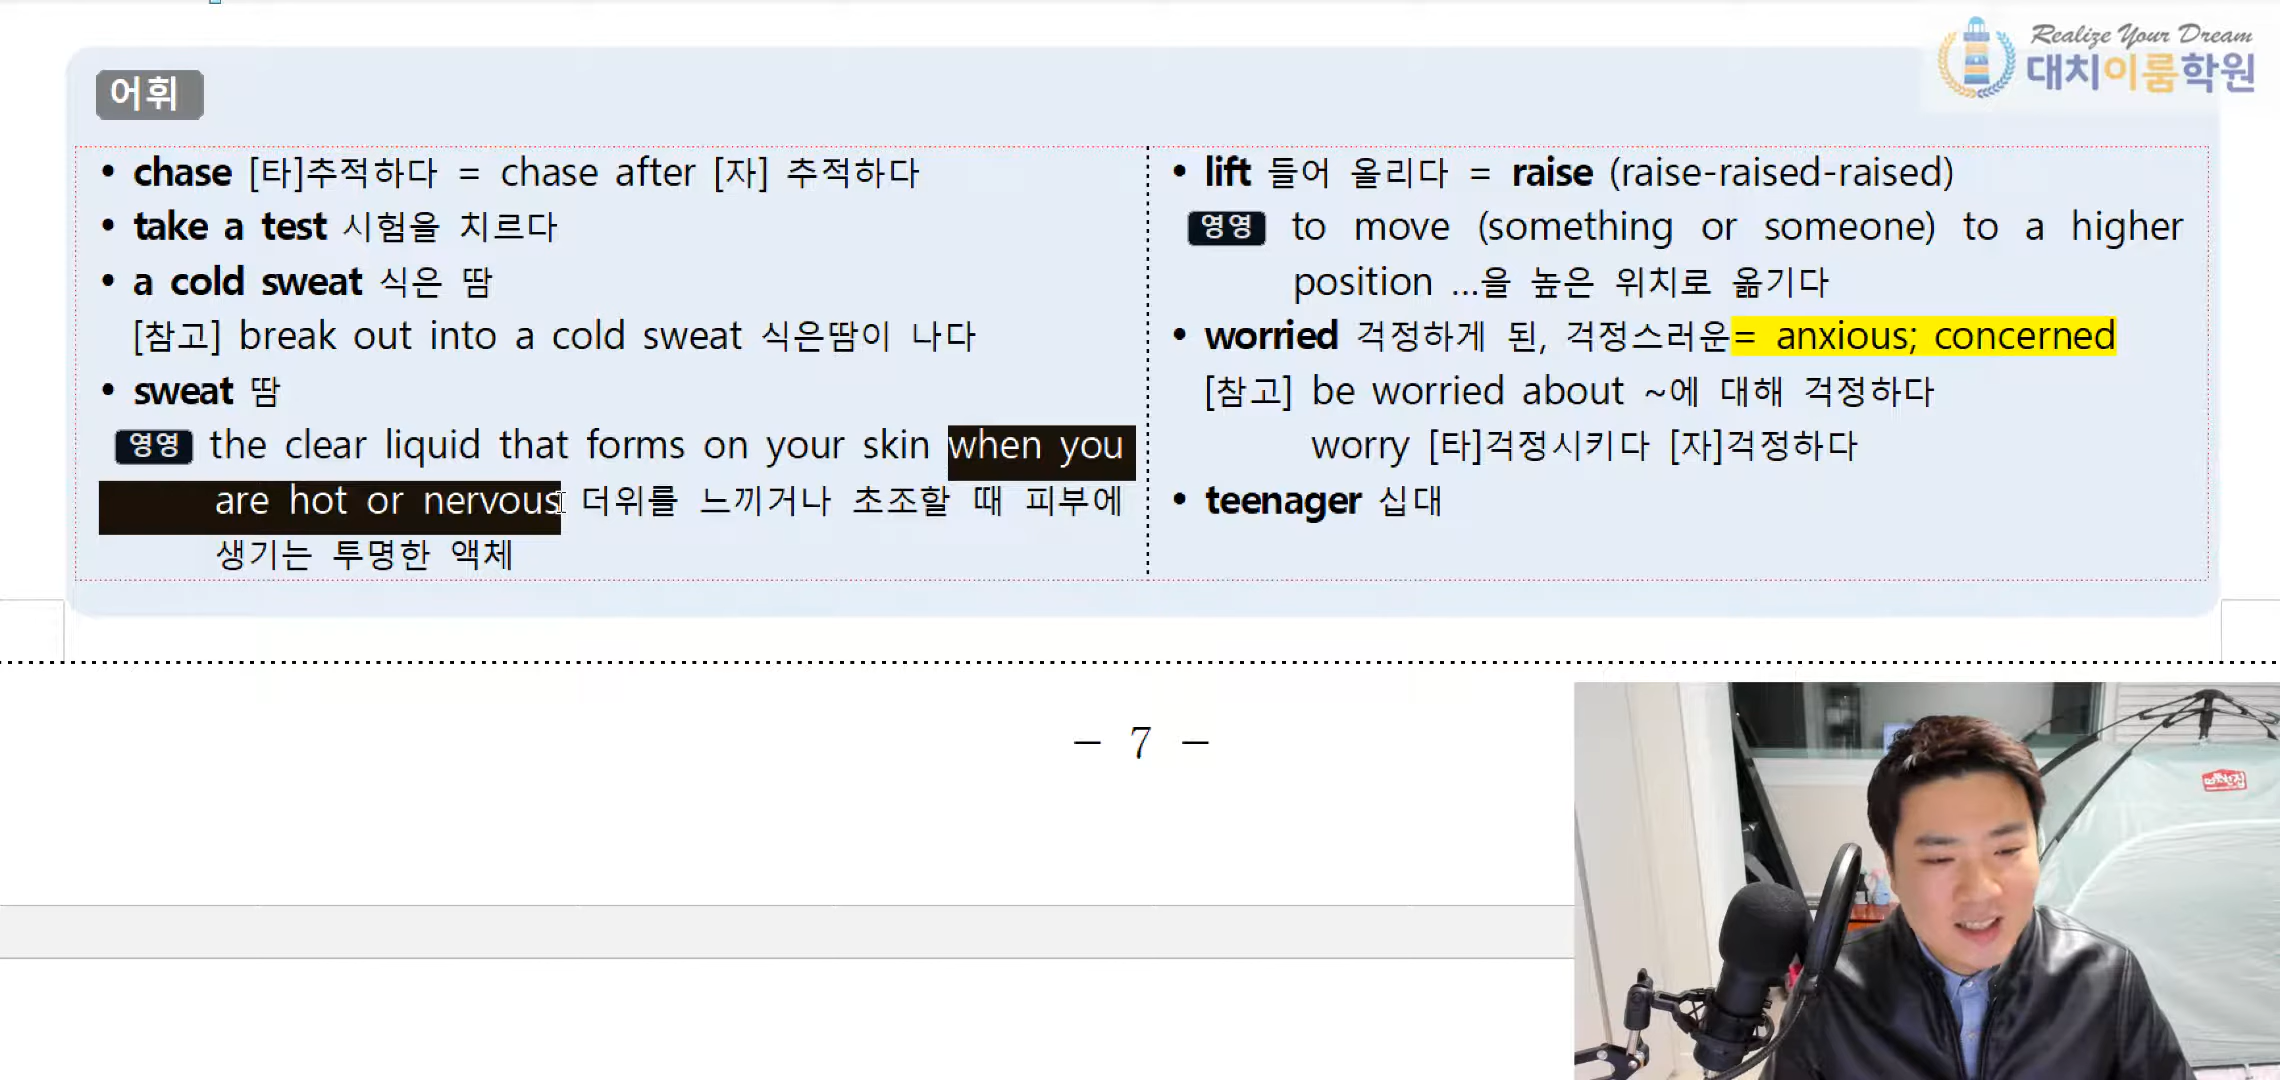 Realize Your Dream
대치이룸학원
어휘
• chase [타]추적하다 = chase after [자] 추적하다
• take a test 시험을 치르다
• a cold sweat 식은 땀
[참고] break out into a cold sweat 식은땀이 나다
• sweat 땀
영영 the clear liquid that forms on your skin when you
are hot or nervous 더위를 느끼거나 초조할 때 피부에
생기는 투명한 액체
• lift 들어 올리다 = raise (raise-raised-raised)
영영 to move (something or someone) to a higher
position ...을 높은 위치로 옮기다
• worried 걱정하게 된, 걱정스러운= anxious; concerned
[참고] be worried about ~에 대해 걱정하다
worry [타]걱정시키다 [자]걱정하다
• teenager 십대
– 7 –